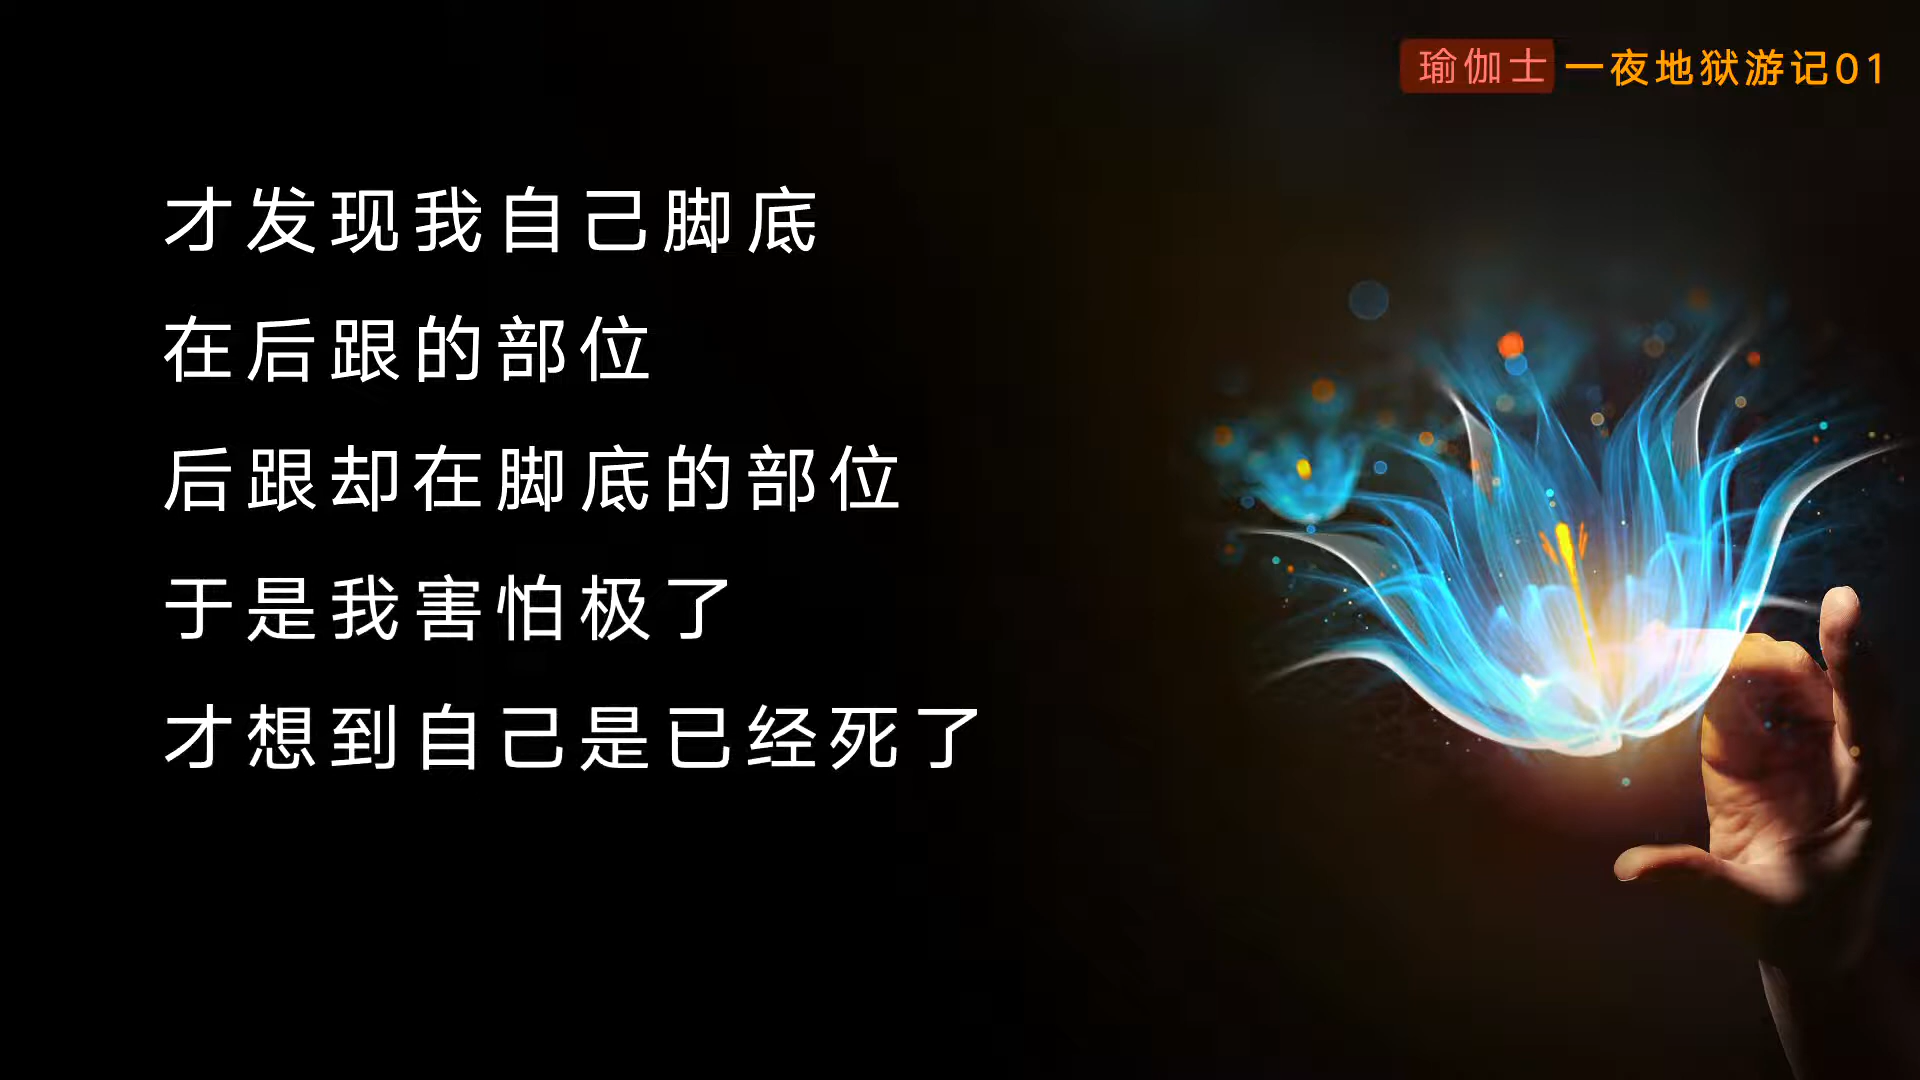 瑜伽士 一夜地狱游记01
才发现我自己脚底
在后跟的部位
后跟却在脚底的部位
于是我害怕极了
才想到自己是已经死了